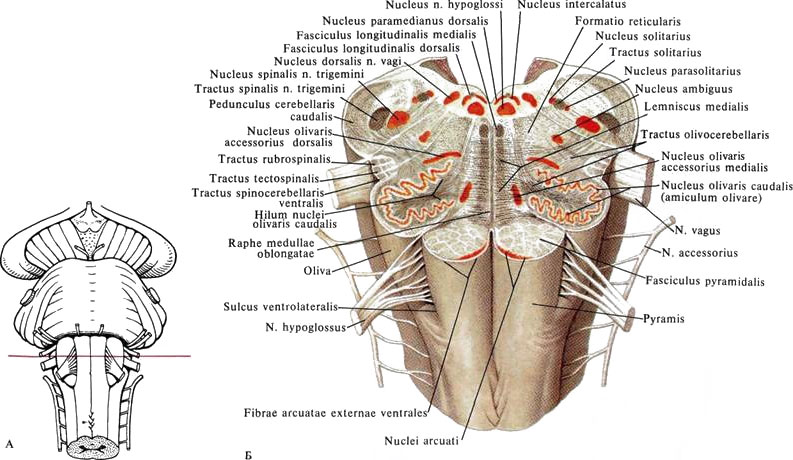 Nucleus n. hypoglossi
Nucleus paramedianus dorsalis
Fasciculus longitudinalis medialis
Fasciculus longitudinalis dorsalis
Nucleus dorsalis n. vagi
Nucleus spinalis n. trigemini
Tractus spinalis n. trigemini
Pedunculus cerebellaris
caudalis
Nucleus olivaris
accessorius dorsalis
Tractus rubrospinalis
Tractus tectospinalis
Tractus spinocerebellaris
ventralis
Hilum nuclei
olivaris caudalis
Raphe medullae
oblongatae
Oliva
Sulcus ventrolateralis
N. hypoglossus
Fibrae arcuatae externae ventrales
Nuclei arcuati
Nucleus intercalatus
Formatio reticularis
Nucleus solitarius
Tractus solitarius
Nucleus parasolitarius
Nucleus ambiguus
Lemniscus medialis
Tractus olivocerebellaris
Nucleus olivaris
accessorius medialis
Nucleus olivaris caudalis
(amiculum olivare)
N. vagus
N. accessorius
Fasciculus pyramidalis
Pyramis
А
Б